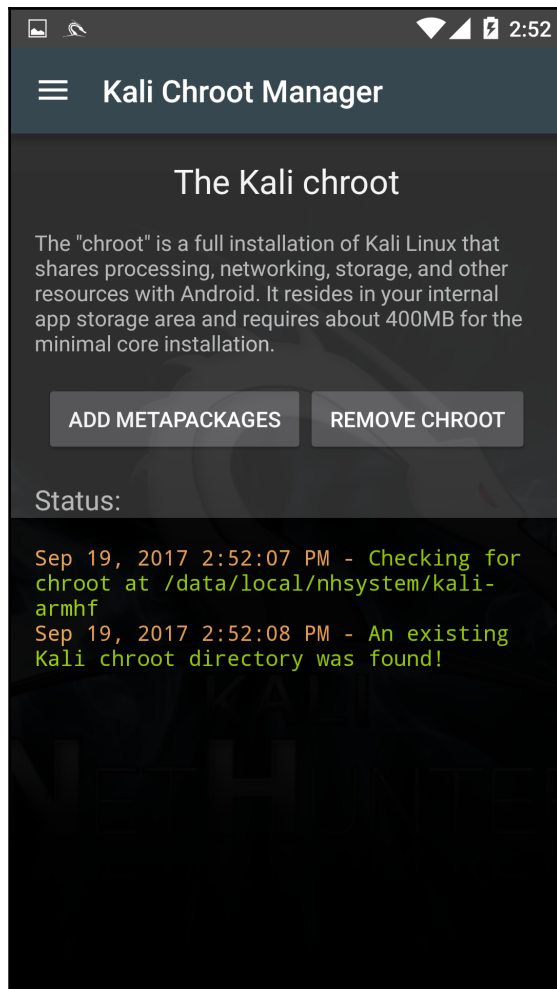 2:52
Kali Chroot Manager
The Kali chroot
The "chroot" is a full installation of Kali Linux that
shares processing, networking, storage, and other
resources with Android. It resides in your internal
app storage area and requires about 400MB for the
minimal core installation.
ADD METAPACKAGES REMOVE CHROOT
Status:
Sep 19, 2017 2:52:07 PM - Checking for
chroot at /data/local/nhsystem/kali-
armhf
Sep 19, 2017 2:52:08 PM - An existing
Kali chroot directory was found!
KALI
NETHUNTE